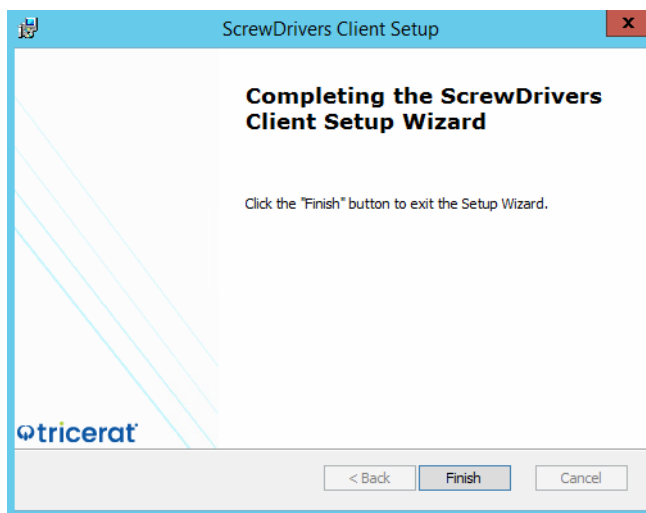 ScrewDrivers Client Setup
x
Completing the ScrewDrivers
Client Setup Wizard
Click the "Finish" button to exit the Setup Wizard.
tricerat
< Back
Finish
Cancel